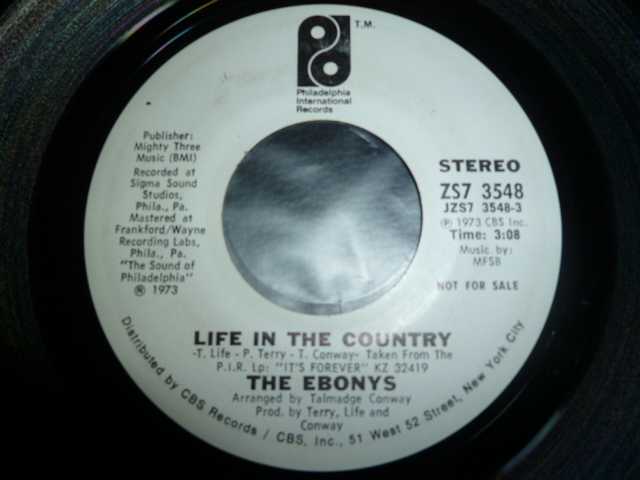 T.M.
Philadelphia
International
Records
Publisher:
Mighty Three
Music (BMI)
Recorded at
Sigma Sound
Studios,
Phila., Pa.
Mastered at
Frankford/Wayne
Recording Labs,
Phila., Pa.
"The Sound of
Philadelphia"
℗ 1973
STEREO
ZS7 3548
JZS7 3548-3
℗ 1973 CBS Inc.
Time: 3:08
Music by:
MFSB
NOT FOR SALE
LIFE IN THE COUNTRY
-T. Life - P. Terry - T. Conway- Taken From The
P.I.R. Lp: "IT'S FOREVER" KZ 32419
THE EBONYS
Arranged by Talmadge Conway
Prod. by Terry, Life and
Conway
Distributed by CBS Records / CBS, Inc., 51 West 52 Street, New York City